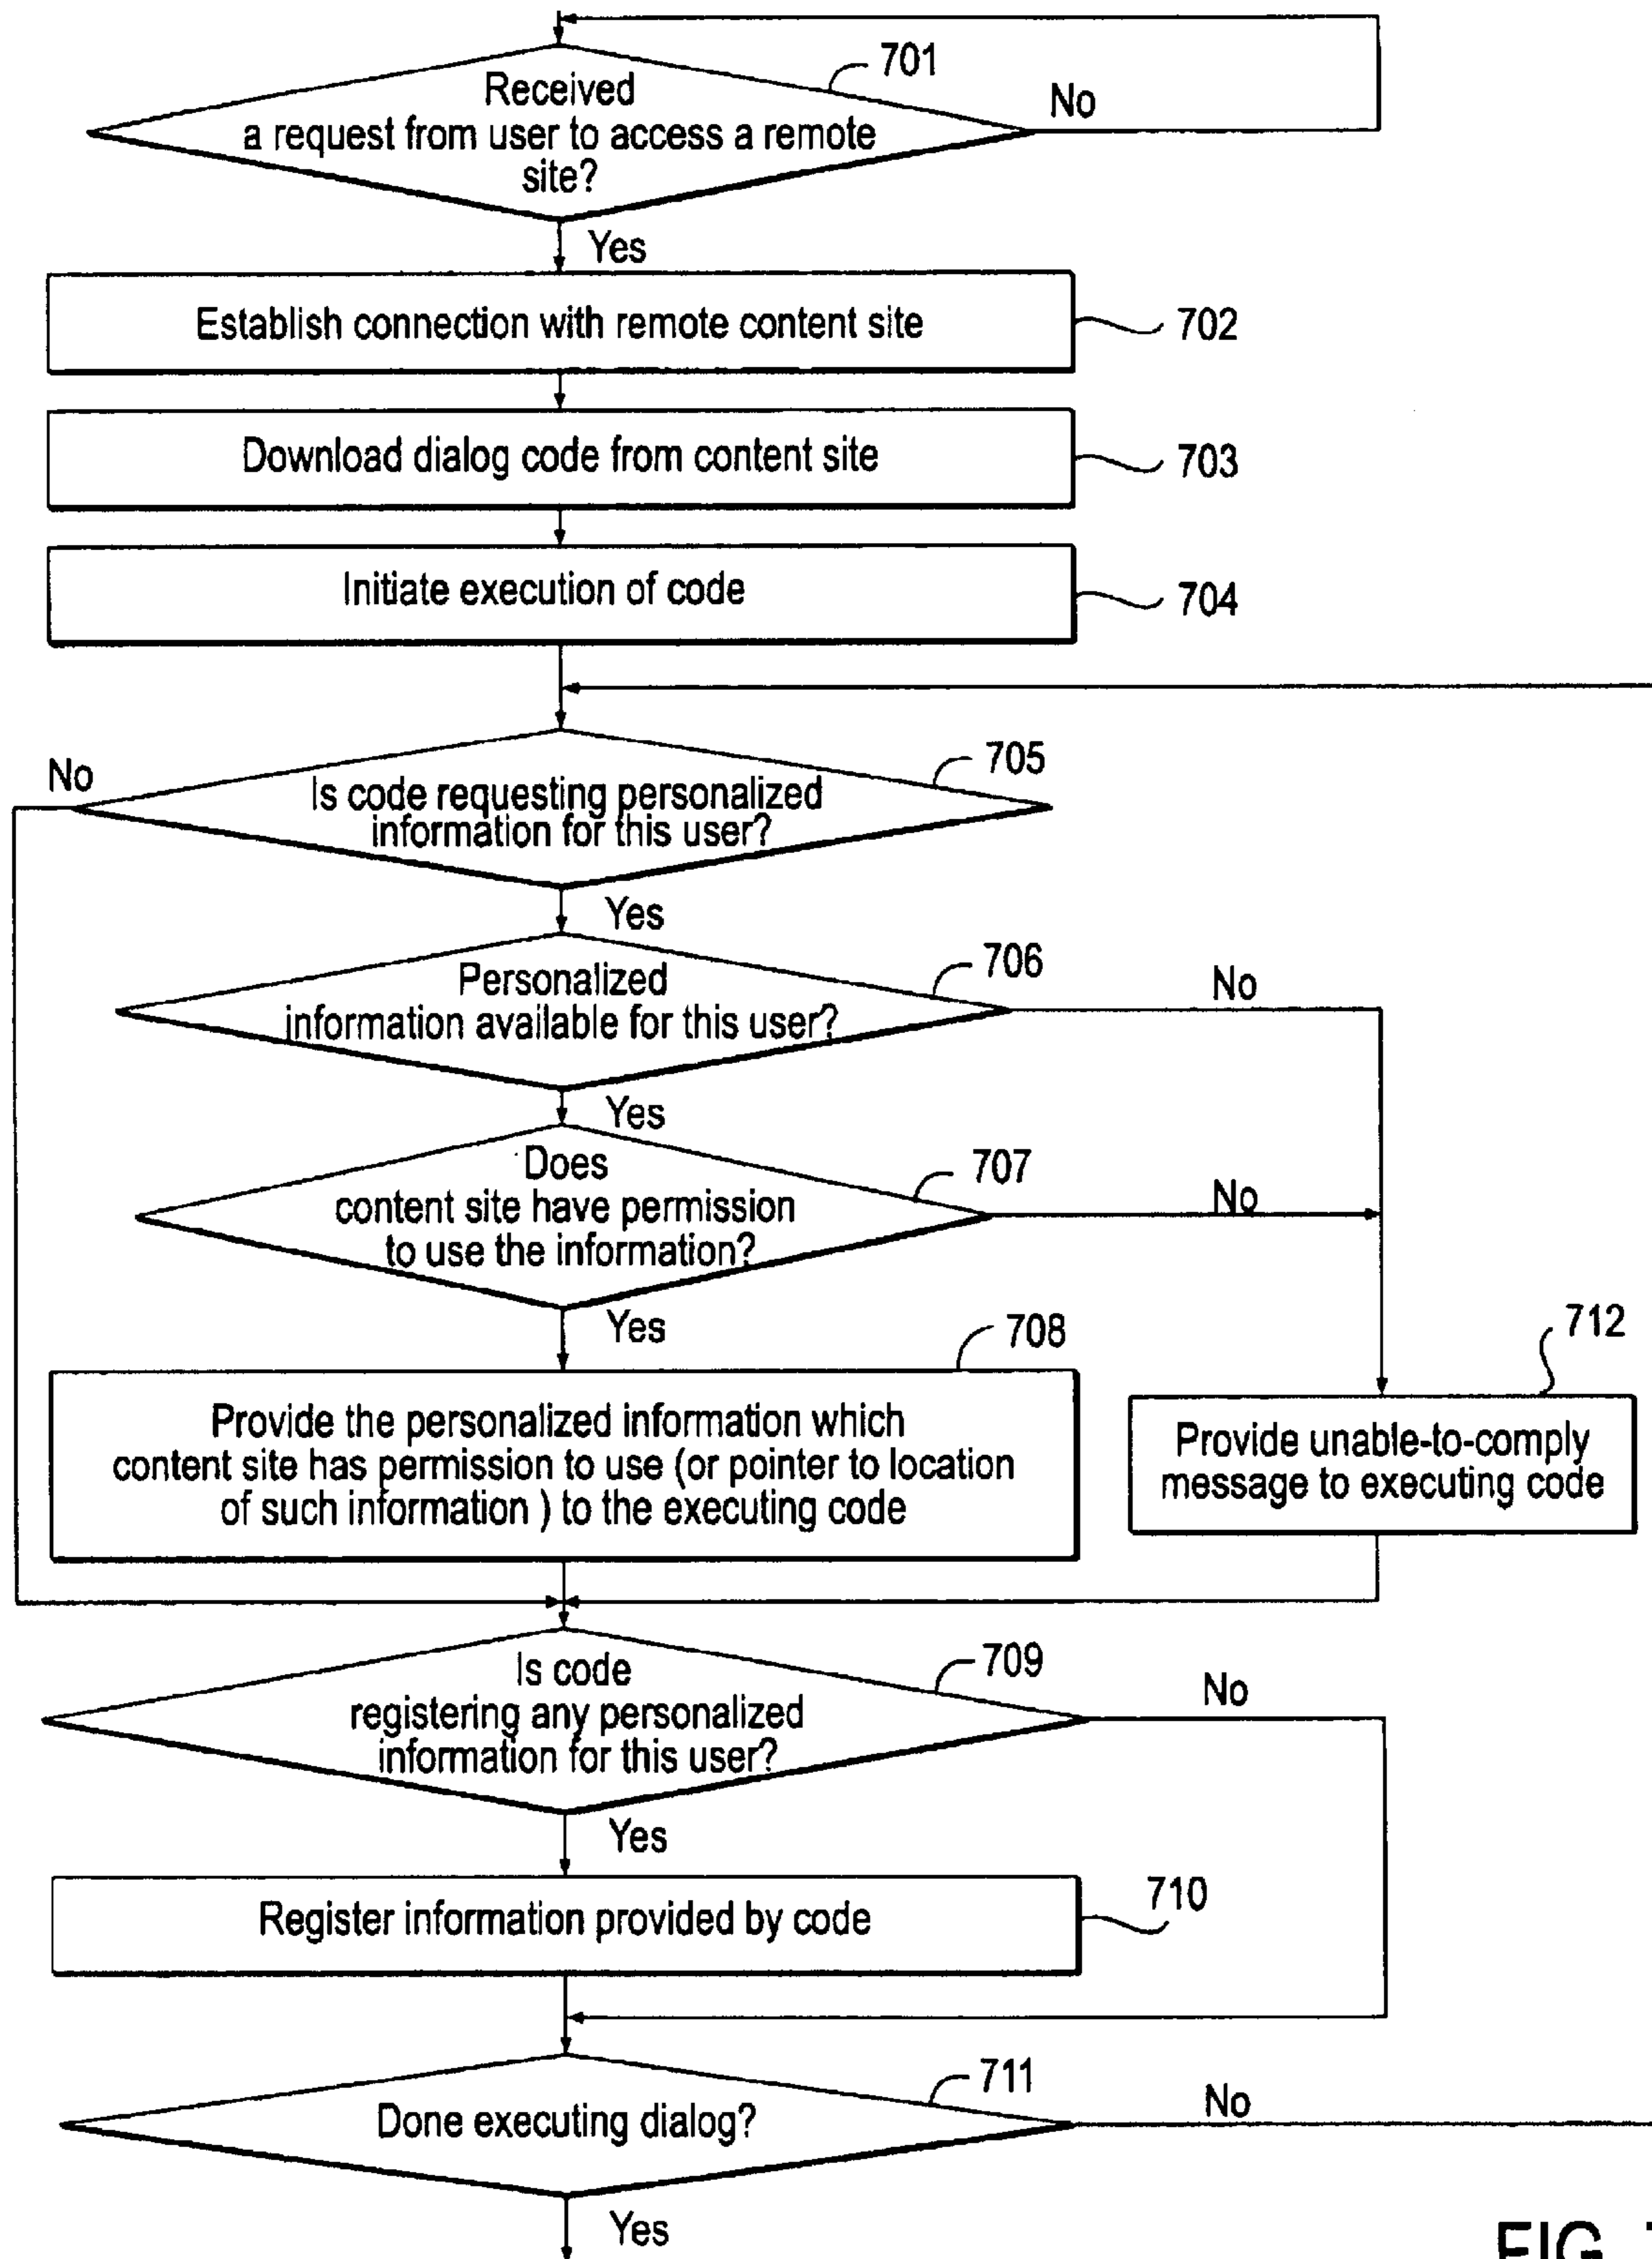 Received
a request from user to access a remote
site?
701
No
Yes
Establish connection with remote content site
702
Download dialog code from content site
703
Initiate execution of code
704
No
Is code requesting personalized
information for this user?
705
Yes
Personalized
information available for this user?
706
No
Yes
Does
content site have permission
to use the information?
707
No
Yes
708
Provide the personalized information which
content site has permission to use (or pointer to location
of such information ) to the executing code
712
Provide unable-to-comply
message to executing code
Is code
registering any personalized
information for this user?
709
No
Yes
Register information provided by code
710
Done executing dialog?
711
No
Yes
FIG.